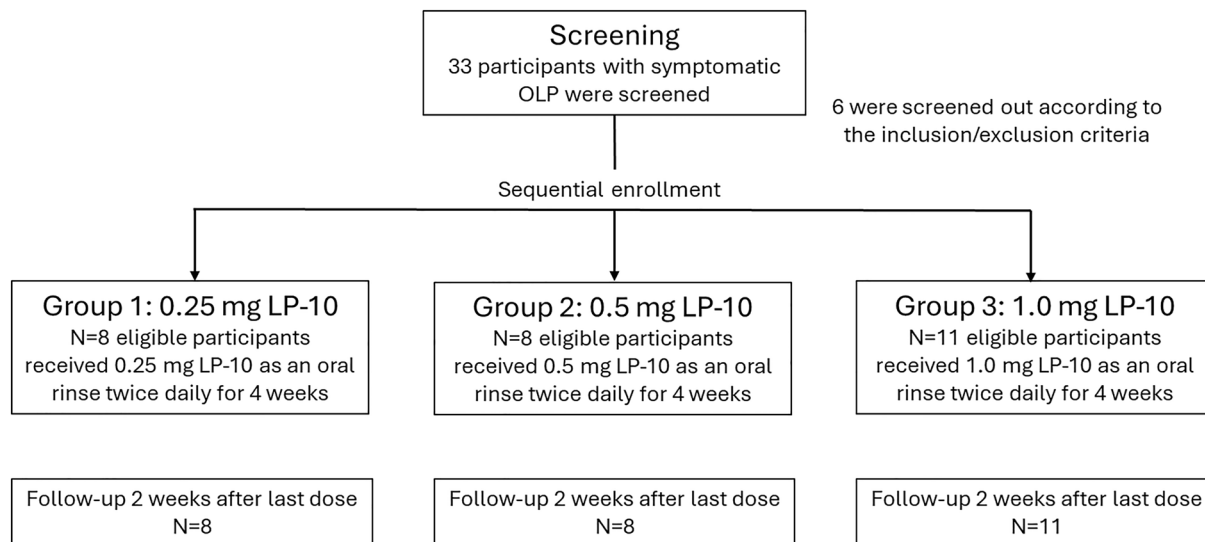 Screening
33 participants with symptomatic
OLP were screened
6 were screened out according to
the inclusion/exclusion criteria
Sequential enrollment
Group 1: 0.25 mg LP-10
N=8 eligible participants
received 0.25 mg LP-10 as an oral
rinse twice daily for 4 weeks
Group 2: 0.5 mg LP-10
N=8 eligible participants
received 0.5 mg LP-10 as an oral
rinse twice daily for 4 weeks
Group 3: 1.0 mg LP-10
N=11 eligible participants
received 1.0 mg LP-10 as an oral
rinse twice daily for 4 weeks
Follow-up 2 weeks after last dose
N=8
Follow-up 2 weeks after last dose
N=8
Follow-up 2 weeks after last dose
N=11